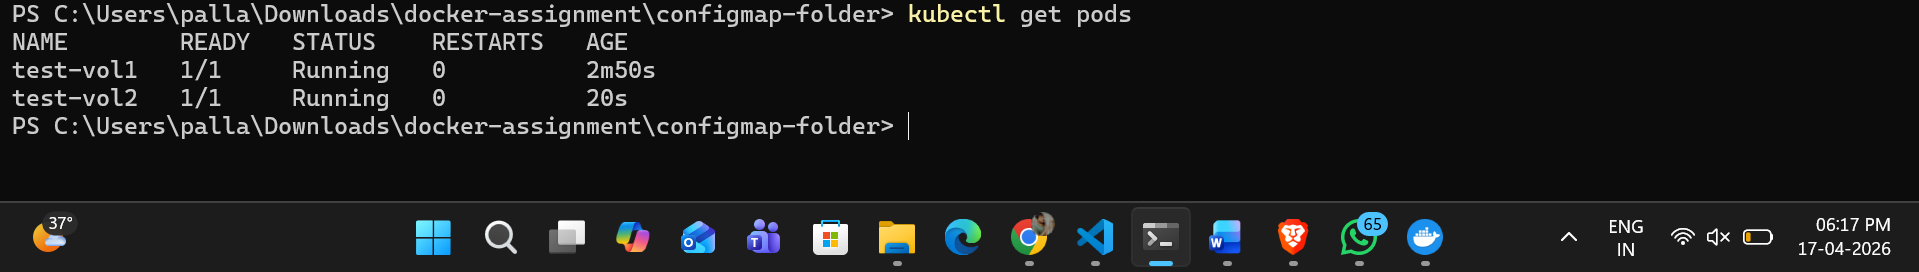 PS C:\Users\palla\Downloads\docker-assignment\configmap-folder> kubectl get pods
NAME READY STATUS RESTARTS AGE
test-vol1 1/1 Running 0 2m50s
test-vol2 1/1 Running 0 20s
PS C:\Users\palla\Downloads\docker-assignment\configmap-folder>
37°
O
T
W
65
ENG
IN
06:17 PM
17-04-2026